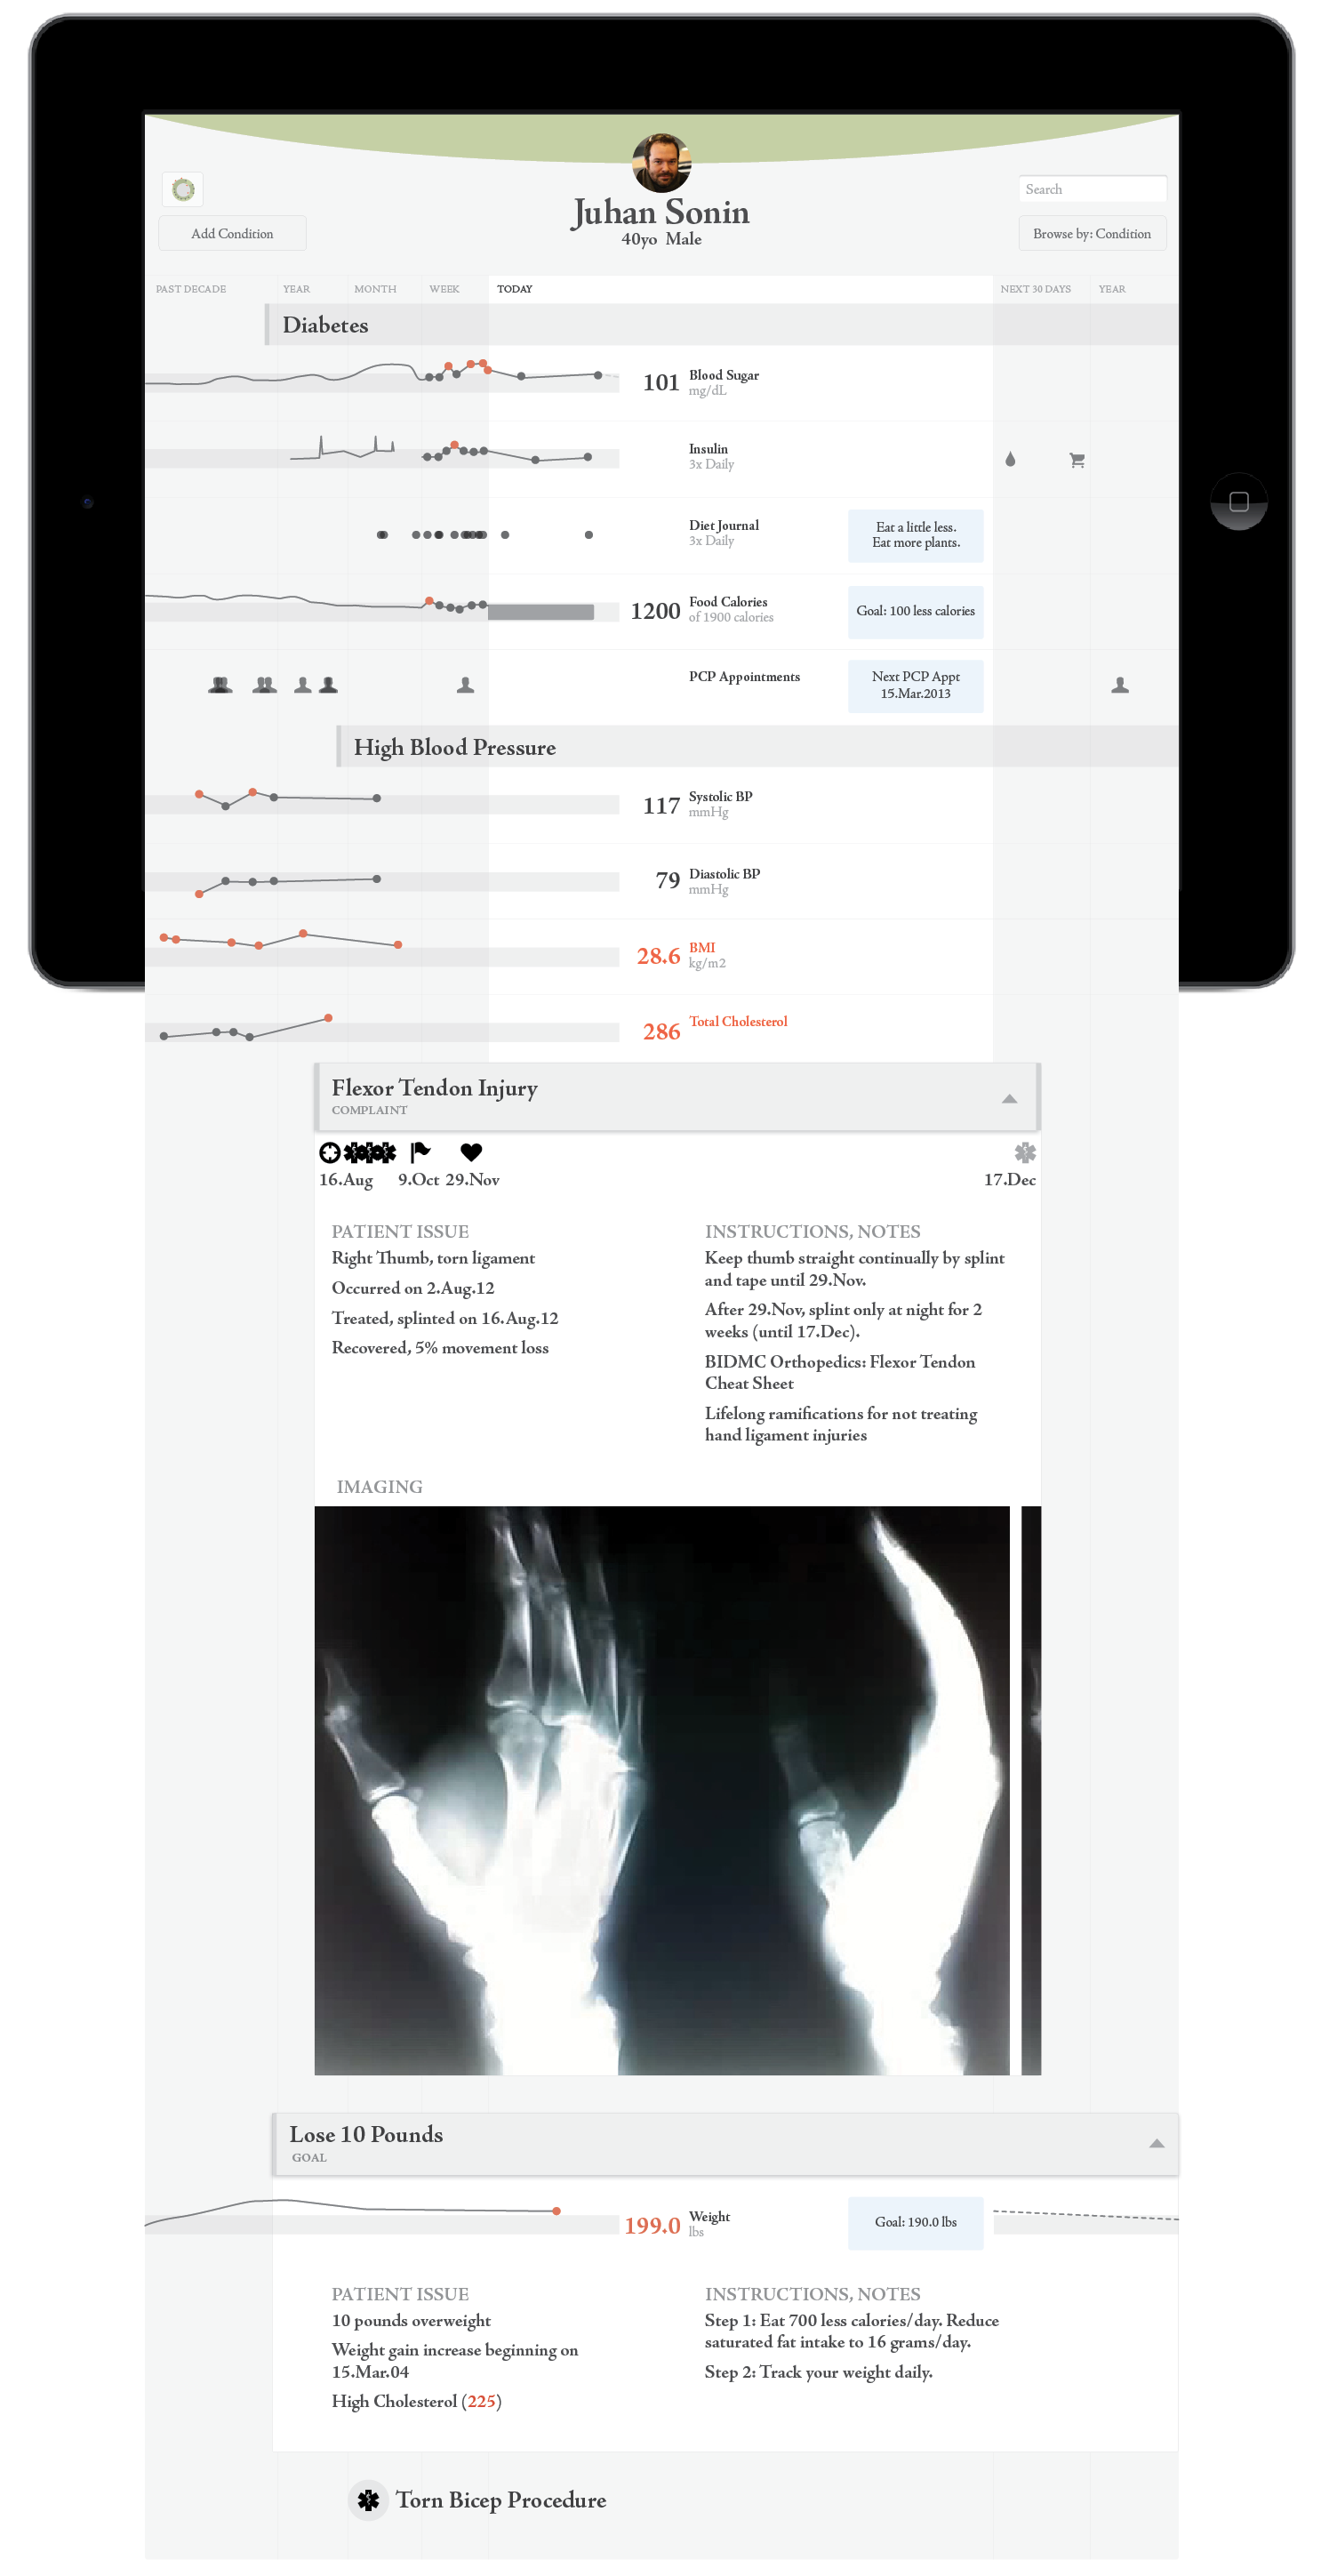 Juhan Sonin
40yo Male
Add Condition
Search
Browse by: Condition
PAST DECADE YEAR MONTH WEEK TODAY NEXT 30 DAYS YEAR
Diabetes
101 Blood Sugar
mg/dL
Insulin
3x Daily
Diet Journal
3x Daily
Eat a little less.
Eat more plants.
1200 Food Calories
of 1900 calories
Goal: 100 less calories
PCP Appointments
Next PCP Appt
15.Mar.2013
High Blood Pressure
117 Systolic BP
mmHg
79 Diastolic BP
mmHg
28.6 BMI
kg/m2
286 Total Cholesterol
Flexor Tendon Injury
COMPLAINT
16.Aug 9.Oct 29.Nov 17.Dec
PATIENT ISSUE
Right Thumb, torn ligament
Occurred on 2.Aug.12
Treated, splinted on 16.Aug.12
Recovered, 5% movement loss
INSTRUCTIONS, NOTES
Keep thumb straight continually by splint
and tape until 29.Nov.
After 29.Nov, splint only at night for 2
weeks (until 17.Dec).
BIDMC Orthopedics: Flexor Tendon
Cheat Sheet
Lifelong ramifications for not treating
hand ligament injuries
IMAGING
Lose 10 Pounds
GOAL
199.0 Weight
lbs
Goal: 190.0 lbs
PATIENT ISSUE
10 pounds overweight
Weight gain increase beginning on
15.Mar.04
High Cholesterol (225)
INSTRUCTIONS, NOTES
Step 1: Eat 700 less calories/day. Reduce
saturated fat intake to 16 grams/day.
Step 2: Track your weight daily.
Torn Bicep Procedure